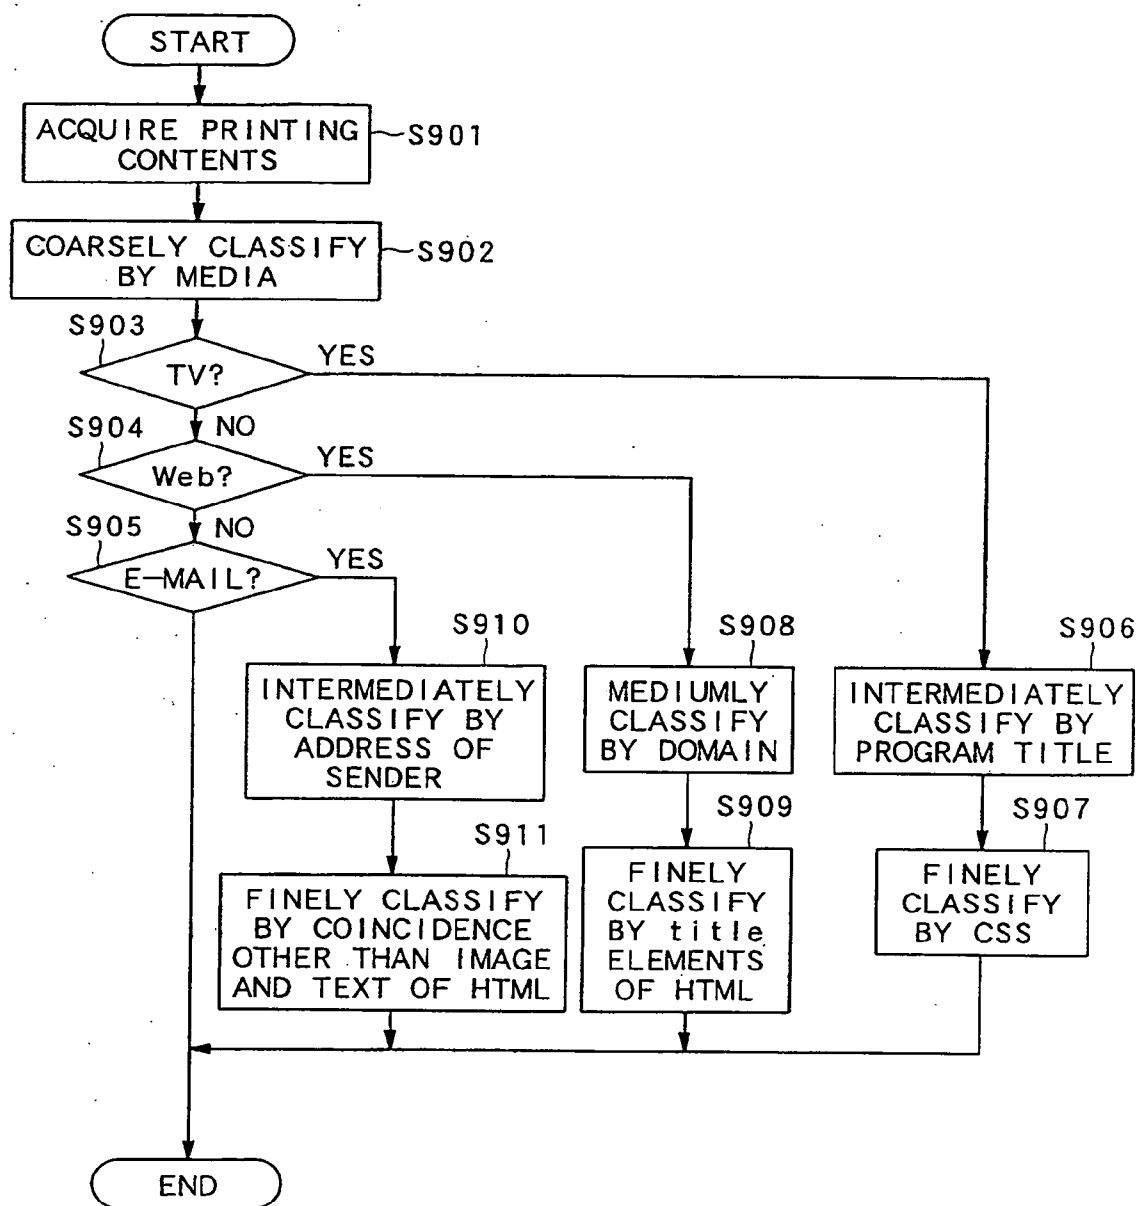 START
ACQUIRE PRINTING
CONTENTS
S901
COARSELY CLASSIFY
BY MEDIA
S902
S903
TV?
YES
NO
S904
Web?
YES
NO
S905
E-MAIL?
YES
S910
INTERMEDIATELY
CLASSIFY BY
ADDRESS OF
SENDER
S908
MEDIUMLY
CLASSIFY
BY DOMAIN
S906
INTERMEDIATELY
CLASSIFY BY
PROGRAM TITLE
S911
FINELY CLASSIFY
BY COINCIDENCE
OTHER THAN IMAGE
AND TEXT OF HTML
S909
FINELY
CLASSIFY
BY title
ELEMENTS
OF HTML
S907
FINELY
CLASSIFY
BY CSS
END